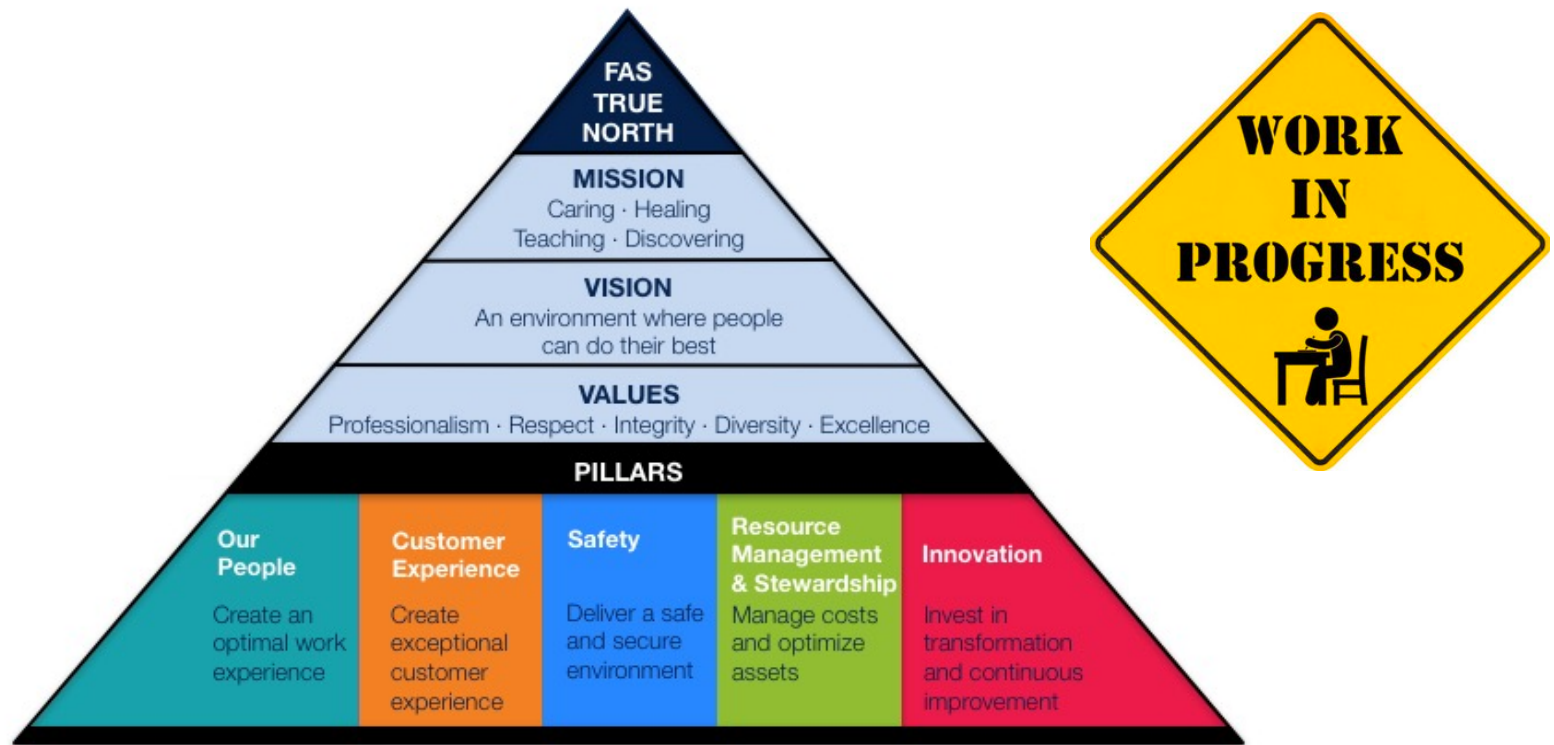 FAS
TRUE
NORTH
MISSION
Caring · Healing
Teaching · Discovering
VISION
An environment where people
can do their best
VALUES
Professionalism · Respect · Integrity · Diversity · Excellence
PILLARS
Our
People
Create an
optimal work
experience
Customer
Experience
Create
exceptional
customer
experience
Safety
Deliver a safe
and secure
environment
Resource
Management
& Stewardship
Manage costs
and optimize
assets
Innovation
Invest in
transformation
and continuous
improvement
WORK
IN
PROGRESS